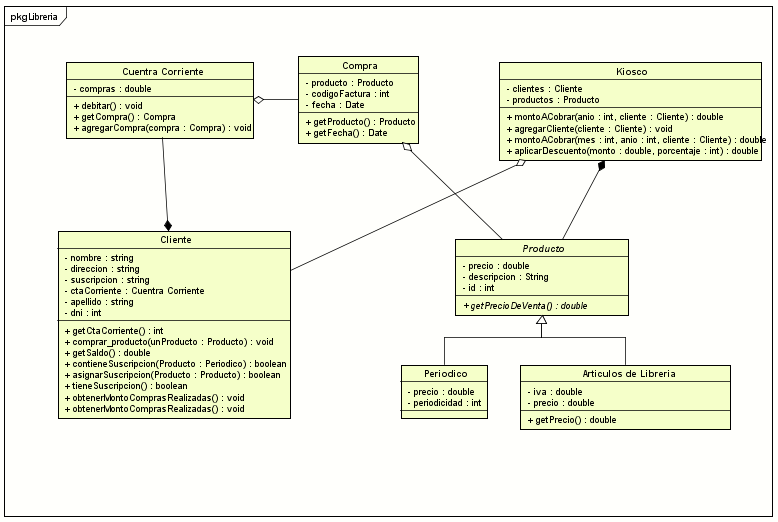 pkgLibreria
Cuentra Corriente
- compras : double
+ debitar() : void
+ getCompra() : Compra
+ agregarCompra(compra : Compra) : void
Compra
- producto : Producto
- codigoFactura : int
- fecha : Date
+ getProducto() : Producto
+ getFecha() : Date
Kiosco
- clientes : Cliente
- productos : Producto
+ montoACobrar(anio : int, cliente : Cliente) : double
+ agregarCliente(cliente : Cliente) : void
+ montoACobrar(mes : int, anio : int, cliente : Cliente) : double
+ aplicarDescuento(monto : double, porcentaje : int) : double
Cliente
- nombre : string
- direccion : string
- suscripcion : string
- ctaCorriente : Cuentra Corriente
- apellido : string
- dni : int
+ getCtaCorriente() : int
+ comprar_producto(unProducto : Producto) : void
+ getSaldo() : double
+ contieneSuscripcion(Producto : Periodico) : boolean
+ asignarSuscripcion(Producto : Producto) : boolean
+ tieneSuscripcion() : boolean
+ obtenerMontoComprasRealizadas() : void
+ obtenerMontoComprasRealizadas() : void
Producto
- precio : double
- descripcion : String
- id : int
+ getPrecioDeVenta() : double
Periodico
- precio : double
- periodicidad : int
Articulos de Libreria
- iva : double
- precio : double
+ getPrecio() : double